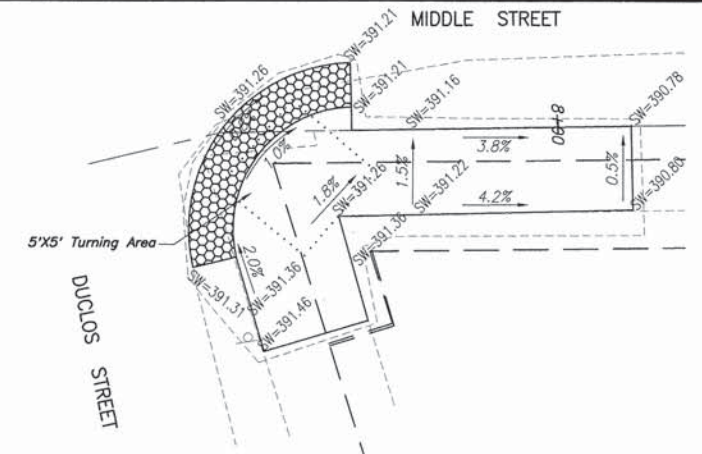 MIDDLE STREET
SW=391.21
SW=391.26
SW=391.21
SW=391.16
8+00
SW=390.78
1.0%
3.8%
1.5%
0.5%
1.8%
SW=391.26
SW=391.22
4.2%
SW=390.80
5'X5' Turning Area
2.0%
SW=391.36
SW=391.36
SW=391.31
SW=391.46
DUCLOS STREET